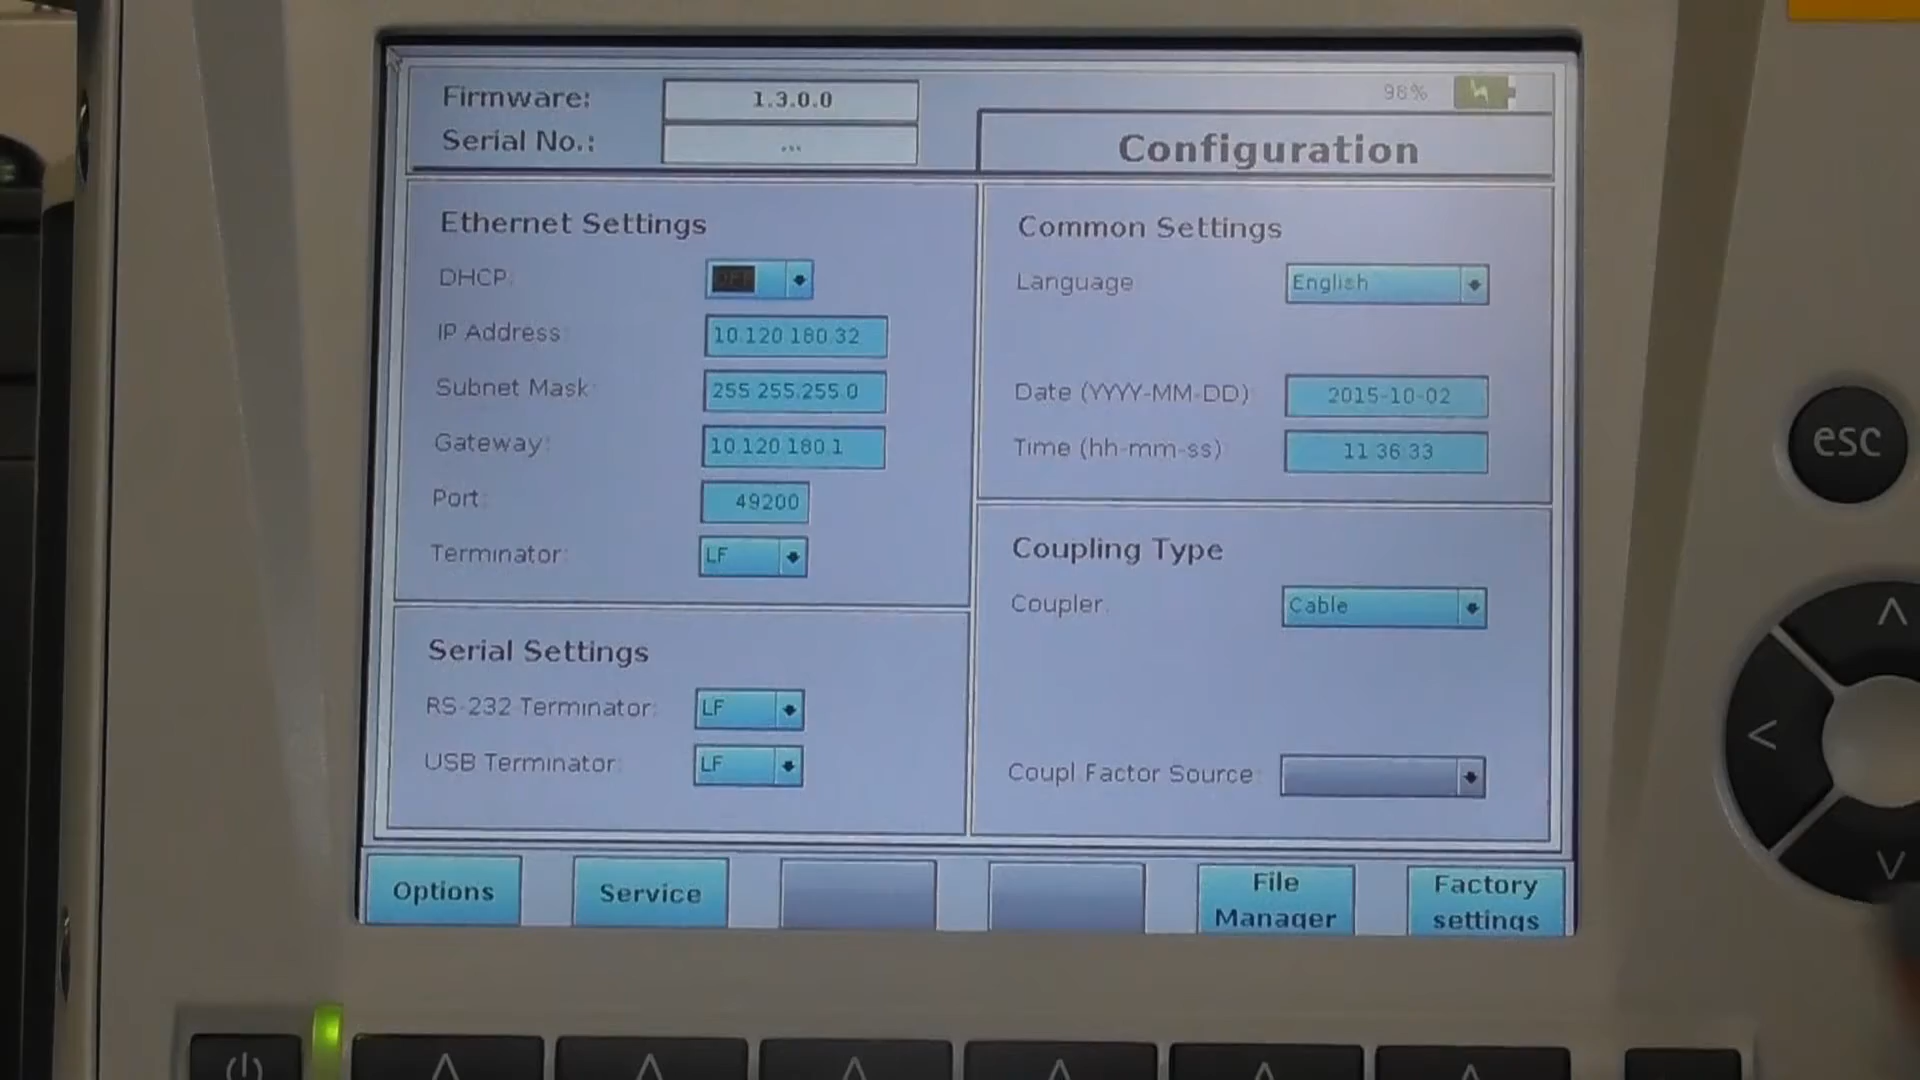 Firmware: 1.3.0.0
98%
Serial No.: ...
Configuration
Ethernet Settings
DHCP: OFF
IP Address: 10.120.180.32
Subnet Mask: 255.255.255.0
Gateway: 10.120.180.1
Port: 49200
Terminator: LF
Serial Settings
RS-232 Terminator: LF
USB Terminator: LF
Common Settings
Language English
Date (YYYY-MM-DD) 2015-10-02
Time (hh-mm-ss) 11:36:33
Coupling Type
Coupler: Cable
Coupl.Factor Source:
Options
Service
File
Manager
Factory
settings
esc